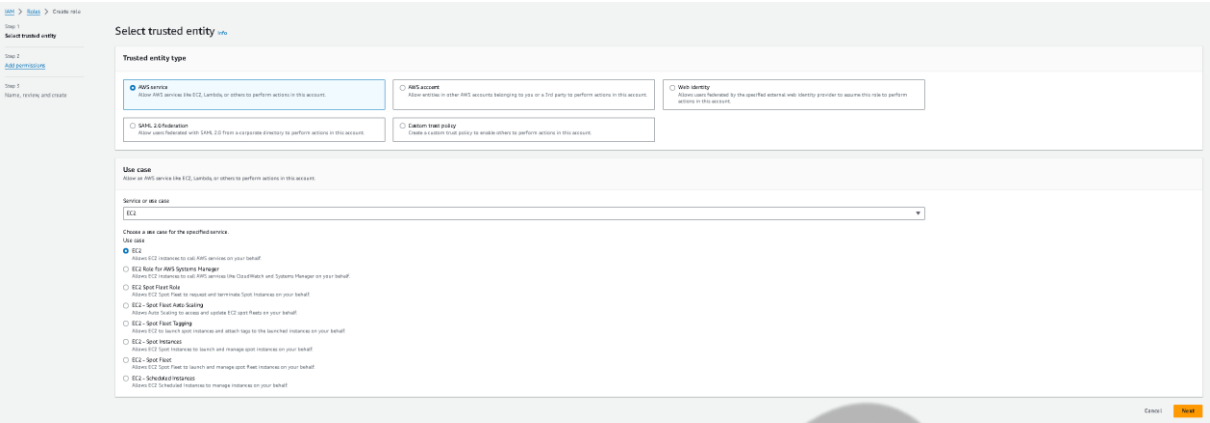 IAM > Roles > Create role
Step 1
Select trusted entity
Step 2
Add permissions
Step 3
Name, review, and create
Select trusted entity Info
Trusted entity type
AWS service
Allow AWS services like EC2, Lambda, or others to perform actions in this account.
AWS account
Allow entities in other AWS accounts belonging to you or a 3rd party to perform actions in this account.
Web identity
Allows users federated by the specified external web identity provider to assume this role to perform
actions in this account.
SAML 2.0 federation
Allow users federated with SAML 2.0 from a corporate directory to perform actions in this account.
Custom trust policy
Create a custom trust policy to enable others to perform actions in this account.
Use case
Allow an AWS service like EC2, Lambda, or others to perform actions in this account.
Service or use case
EC2
Choose a use case for the specified service.
Use case
EC2
Allows EC2 instances to call AWS services on your behalf.
EC2 Role for AWS Systems Manager
Allows EC2 instances to call AWS services like CloudWatch and Systems Manager on your behalf.
EC2 Spot Fleet Role
Allows EC2 Spot Fleet to request and terminate Spot Instances on your behalf.
EC2 - Spot Fleet Auto Scaling
Allows Auto Scaling to access and update EC2 spot fleets on your behalf.
EC2 - Spot Fleet Tagging
Allows EC2 to launch spot instances and attach tags to the launched instances on your behalf.
EC2 - Spot Instances
Allows EC2 Spot Instances to launch and manage spot instances on your behalf.
EC2 - Spot Fleet
Allows EC2 Spot Fleet to launch and manage spot fleet instances on your behalf.
EC2 - Scheduled Instances
Allows EC2 Scheduled Instances to manage instances on your behalf.
Cancel
Next